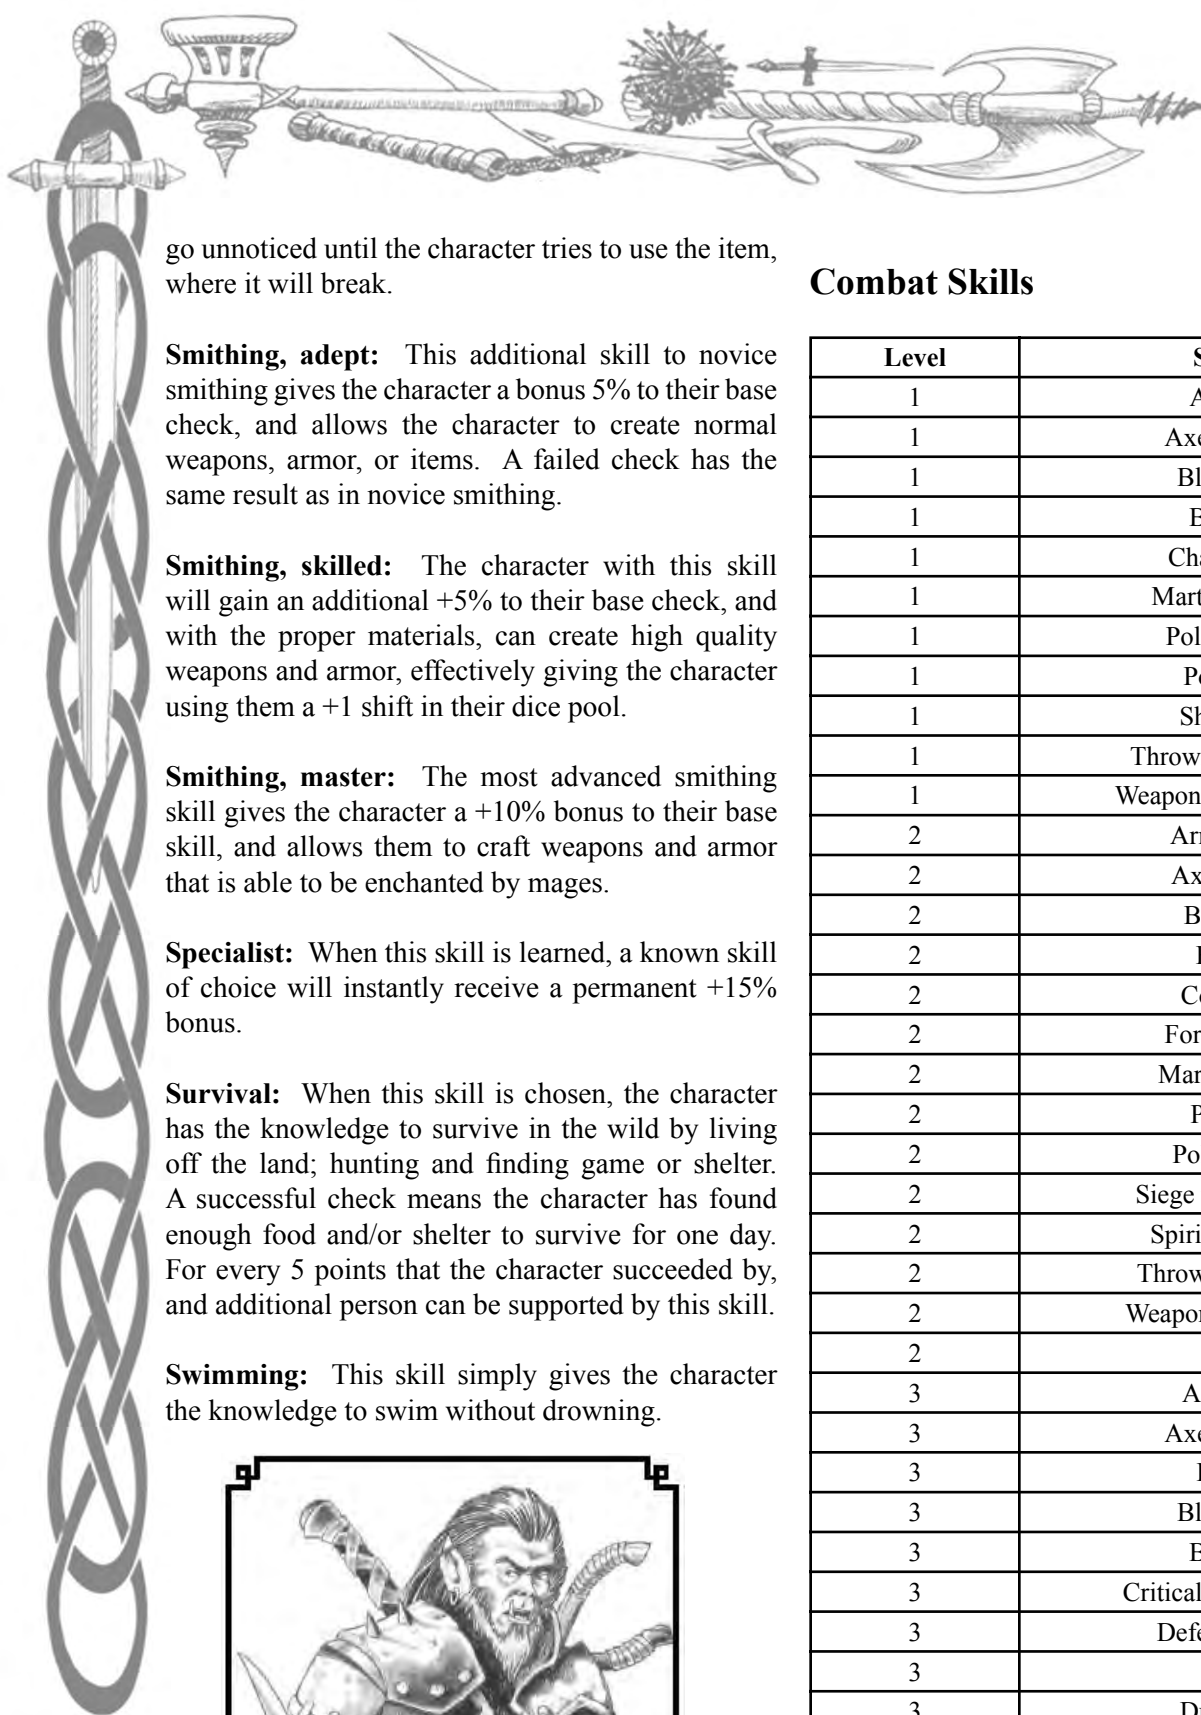 go unnoticed until the character tries to use the item,
where it will break.
Smithing, adept: This additional skill to novice
smithing gives the character a bonus 5% to their base
check, and allows the character to create normal
weapons, armor, or items. A failed check has the
same result as in novice smithing.
Smithing, skilled: The character with this skill
will gain an additional +5% to their base check, and
with the proper materials, can create high quality
weapons and armor, effectively giving the character
using them a +1 shift in their dice pool.
Smithing, master: The most advanced smithing
skill gives the character a +10% bonus to their base
skill, and allows them to craft weapons and armor
that is able to be enchanted by mages.
Specialist: When this skill is learned, a known skill
of choice will instantly receive a permanent +15%
bonus.
Survival: When this skill is chosen, the character
has the knowledge to survive in the wild by living
off the land; hunting and finding game or shelter.
A successful check means the character has found
enough food and/or shelter to survive for one day.
For every 5 points that the character succeeded by,
and additional person can be supported by this skill.
Swimming: This skill simply gives the character
the knowledge to swim without drowning.
Combat Skills
Level
1
1
1
1
1
1
1
1
1
1
1 Weapon
2
2
2
2
2
2
2
2
2
2 Siege
2
2
2
2
3
3
3
3
3
3 Critical
3
3
3